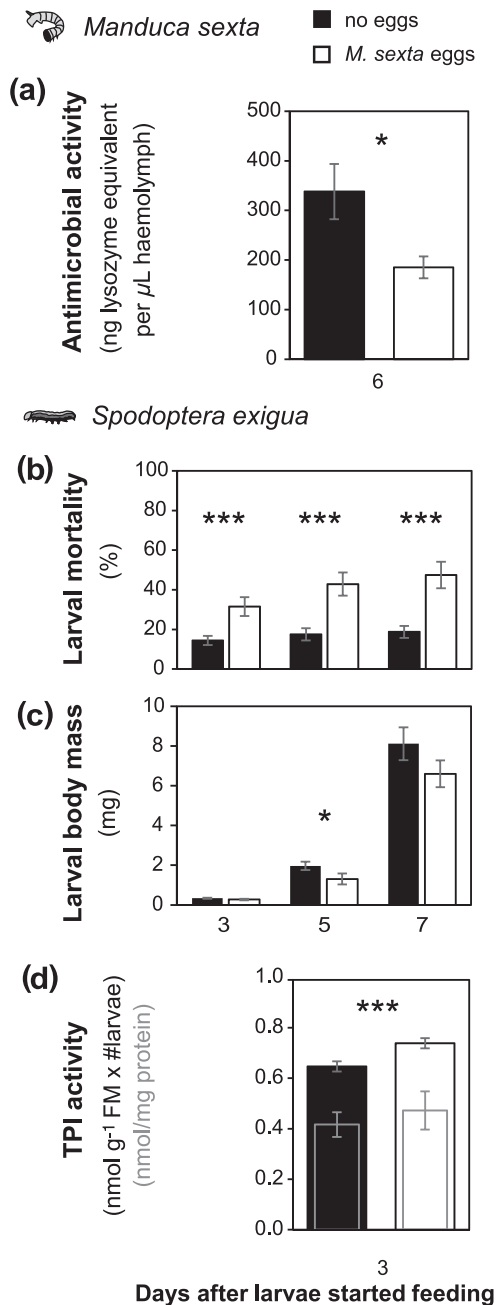 Manduca sexta
no eggs
M. sexta eggs
(a)
Antimicrobial activity
(ng lysozyme equivalent
per µL haemolymph)
500
400
300
200
100
0
*
6
Spodoptera exigua
(b)
Larval mortality
(%)
100
80
60
40
20
0
*** *** ***
(c)
Larval body mass
(mg)
10
8
6
4
2
0
*
3 5 7
(d)
TPI activity
(nmol g-1 FM x #larvae)
(nmol/mg protein)
1.0
0.8
0.6
0.4
0.2
0.0
***
3
Days after larvae started feeding